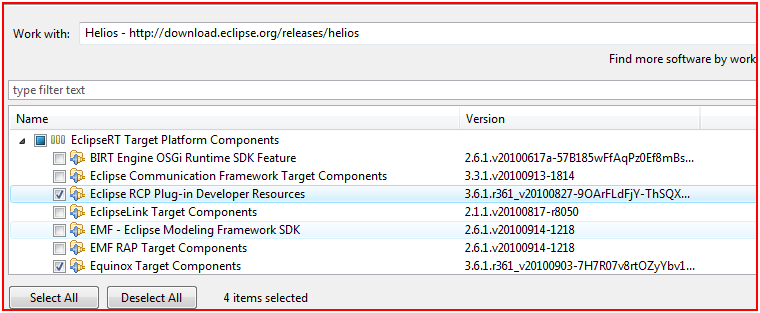 Work with: Helios - http://download.eclipse.org/releases/helios
Find more software by work
type filter text
Name Version
EclipseRT Target Platform Components
BIRT Engine OSGi Runtime SDK Feature 2.6.1.v20100617a-57B185wFfAqPz0Ef8mBs...
Eclipse Communication Framework Target Components 3.3.1.v20100913-1814
Eclipse RCP Plug-in Developer Resources 3.6.1.r361_v20100827-9OArFLdFjY-ThSQX...
EclipseLink Target Components 2.1.1.v20100817-r8050
EMF - Eclipse Modeling Framework SDK 2.6.1.v20100914-1218
EMF RAP Target Components 2.6.1.v20100914-1218
Equinox Target Components 3.6.1.r361_v20100903-7H7R07v8rtOZyYbv1...
Select All Deselect All 4 items selected